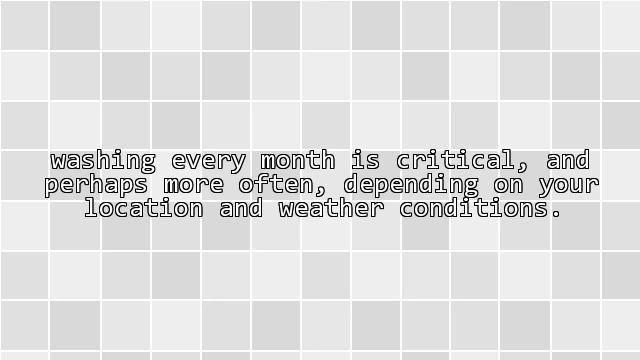 washing every month is critical, and
perhaps more often, depending on your
location and weather conditions.